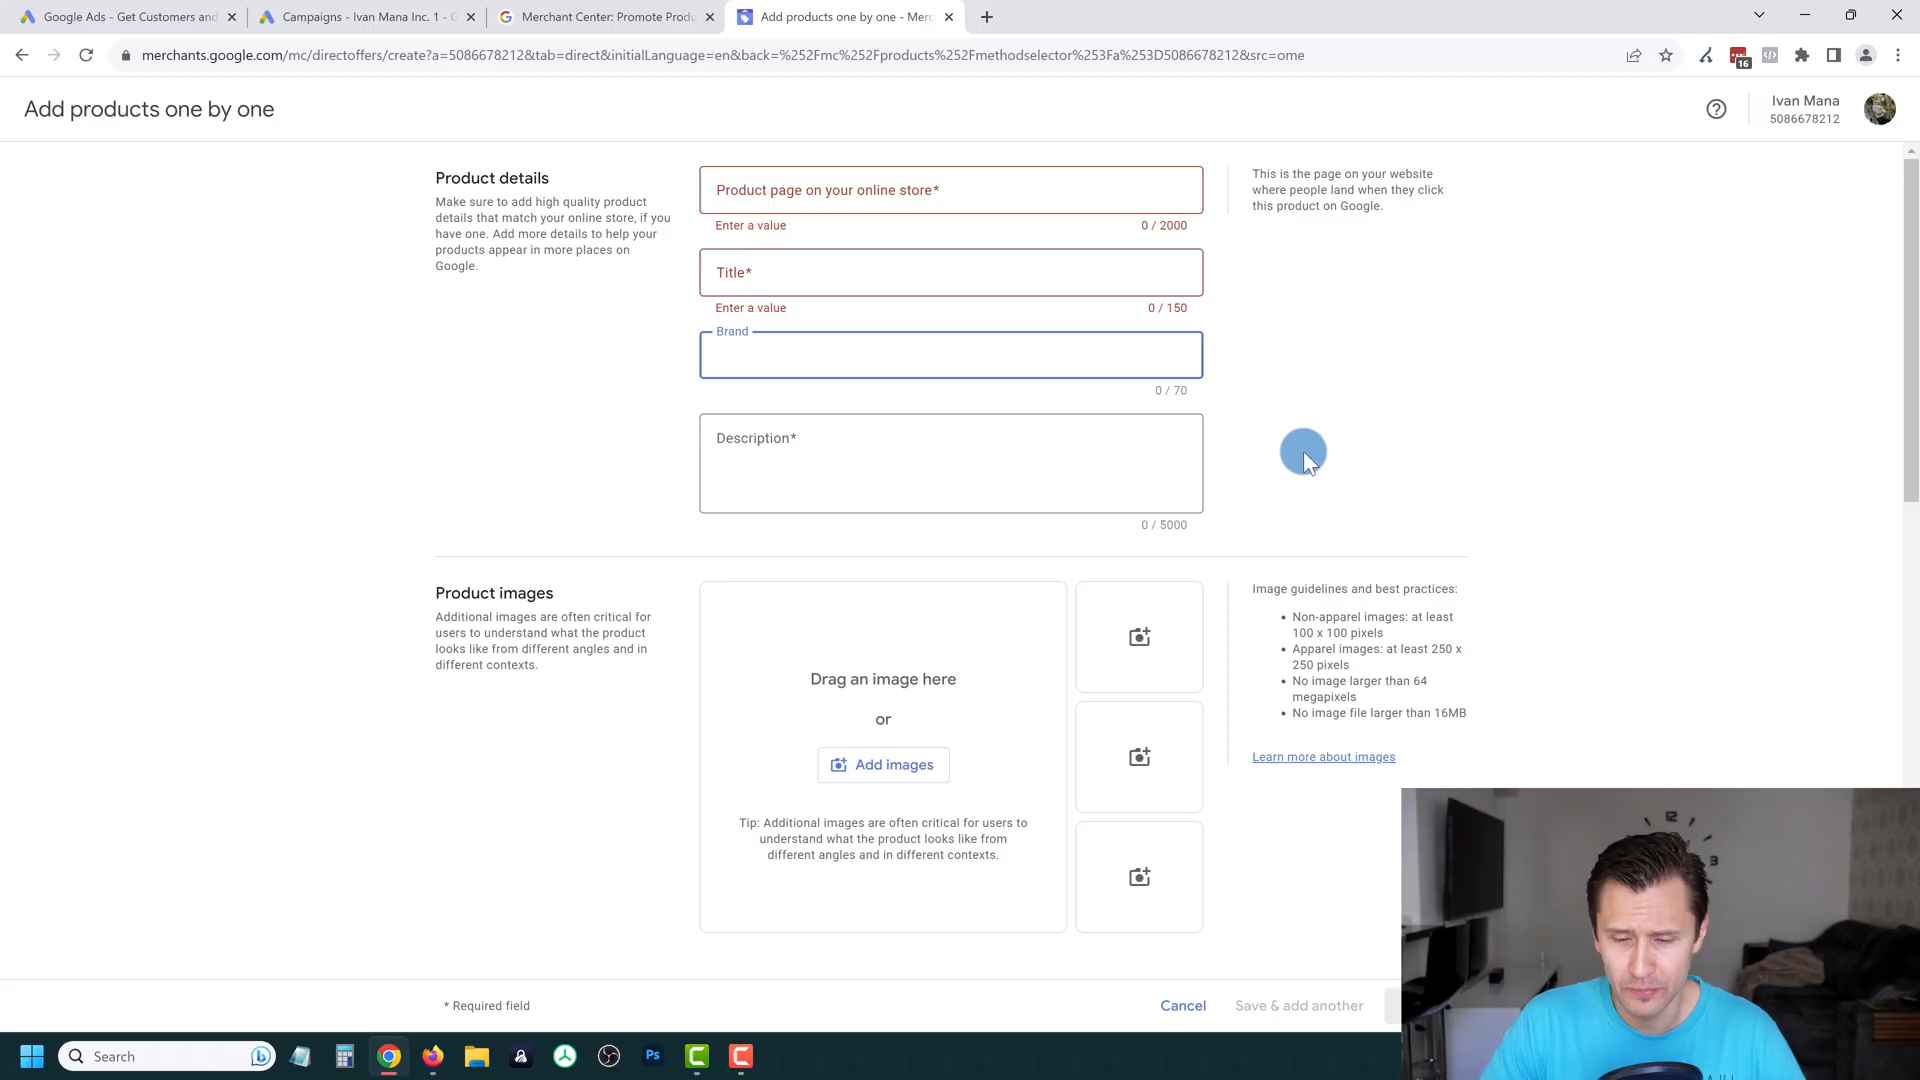 Google Ads - Get Customers and
Campaigns - Ivan Mana Inc. 1 - G
Merchant Center: Promote Produ
Add products one by one - Merc
merchants.google.com/mc/directoffers/create?a=5086678212&tab=direct&initialLanguage=en&back=%252Fmc%252Fproducts%252Fmethodselector%253Fa%253D5086678212&src=ome
16
Add products one by one
Ivan Mana
5086678212
Product details
Make sure to add high quality product
details that match your online store, if you
have one. Add more details to help your
products appear in more places on
Google.
Product page on your online store*
Enter a value
0 / 2000
This is the page on your website
where people land when they click
this product on Google.
Title*
Enter a value
0 / 150
Brand
0 / 70
Description*
0 / 5000
Product images
Additional images are often critical for
users to understand what the product
looks like from different angles and in
different contexts.
Drag an image here
or
Add images
Tip: Additional images are often critical for users to
understand what the product looks like from
different angles and in different contexts.
Image guidelines and best practices:
• Non-apparel images: at least
100 x 100 pixels
• Apparel images: at least 250 x
250 pixels
• No image larger than 64
megapixels
• No image file larger than 16MB
Learn more about images
* Required field
Cancel
Save & add another
12
3
Search
Ps